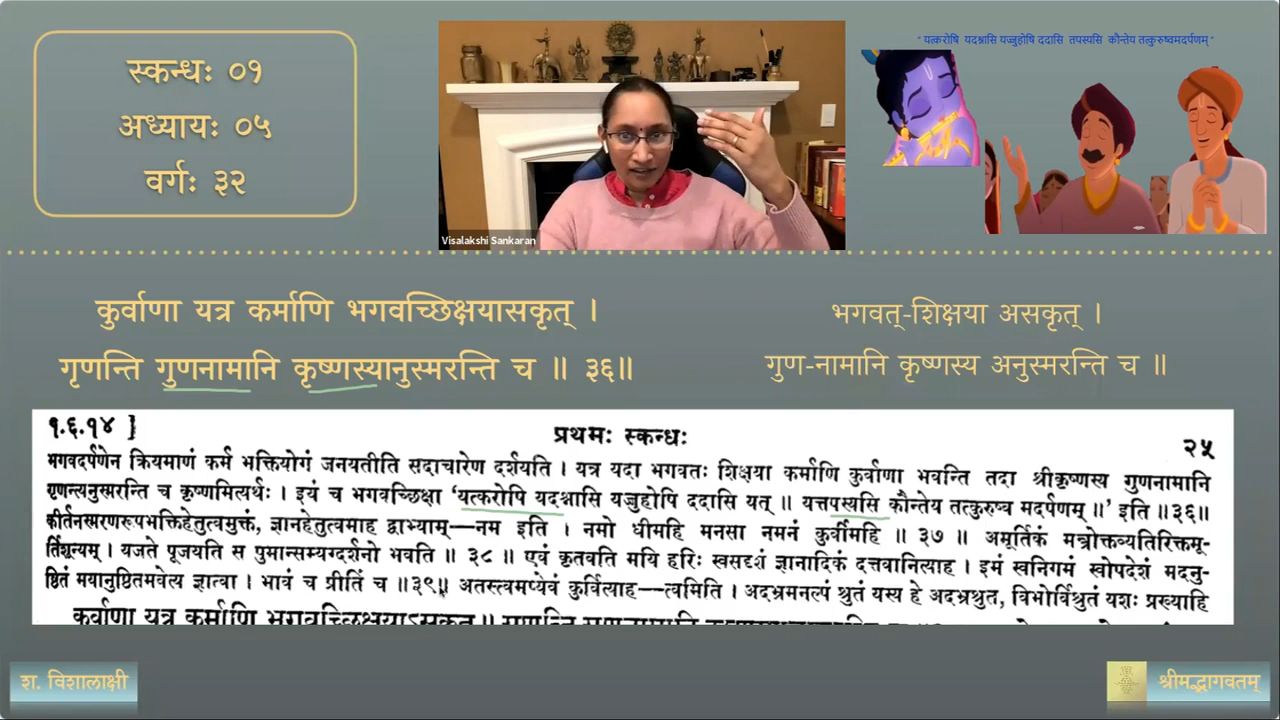 स्कन्धः ०१
अध्यायः ०५
वर्गः ३२
Visalakshi Sankaran
" यत्करोषि यदश्नासि यज्जुहोषि ददासि तपस्यसि कौन्तेय तत्कुरुष्वमदर्पणम् "
कुर्वाणा यत्र कर्माणि भगवच्छिक्षयासकृत् ।
गृणन्ति गुणनामानि कृष्णस्यानुस्मरन्ति च ॥ ३६॥
भगवत्-शिक्षया असकृत् ।
गुण-नामानि कृष्णस्य अनुस्मरन्ति च ॥
१.६.१४ ]
प्रथमः स्कन्धः
२५
भगवदर्पणेन क्रियमाणं कर्म भक्तियोगं जनयतीति सदाचारेण दर्शयति । यत्र यदा भगवतः शिक्षया कर्माणि कुर्वाणा भवन्ति तदा श्रीकृष्णस्य गुणनामानि
गृणन्त्यनुस्मरन्ति च कृष्णमित्यर्थः । इयं च भगवच्छिक्षा 'यत्करोषि यदश्नासि यज्जुहोषि ददासि यत् ॥ यत्तपस्यसि कौन्तेय तत्कुरुष्व मदर्पणम् ॥' इति ॥३६॥
कीर्तनस्मरणरूपभक्तिहेतुत्वमुक्तं, ज्ञानहेतुत्वमाह द्वाभ्याम्—नम इति । नमो धीमहि मनसा नमनं कुर्वीमहि ॥ ३७ ॥ अमूर्तिकं मन्त्रोक्तव्यतिरिक्तमू-
र्तिशून्यम् । यजते पूजयति स पुमान्सम्यग्दर्शनो भवति ॥ ३८ ॥ एवं कृतवति मयि हरिः स्वसदृशं ज्ञानादिकं दत्तवानित्याह । इमं स्वनिगमं स्वोपदेशं मदनु-
ष्ठितं मयानुष्ठितमवेत्य ज्ञात्वा । भावं च प्रीतिं च ॥३९॥ अतस्त्वमप्येवं कुर्वित्याह—त्वमिति । अदभ्रमनल्पं श्रुतं यस्य हे अदभ्रश्रुत, विभोर्विश्रुतं यशः प्रख्याहि
कुर्वाणा यत्र कर्माणि भगवच्छिक्षयाऽसकृत्॥
श. विशालाक्षी
श्रीमद्भागवतम्